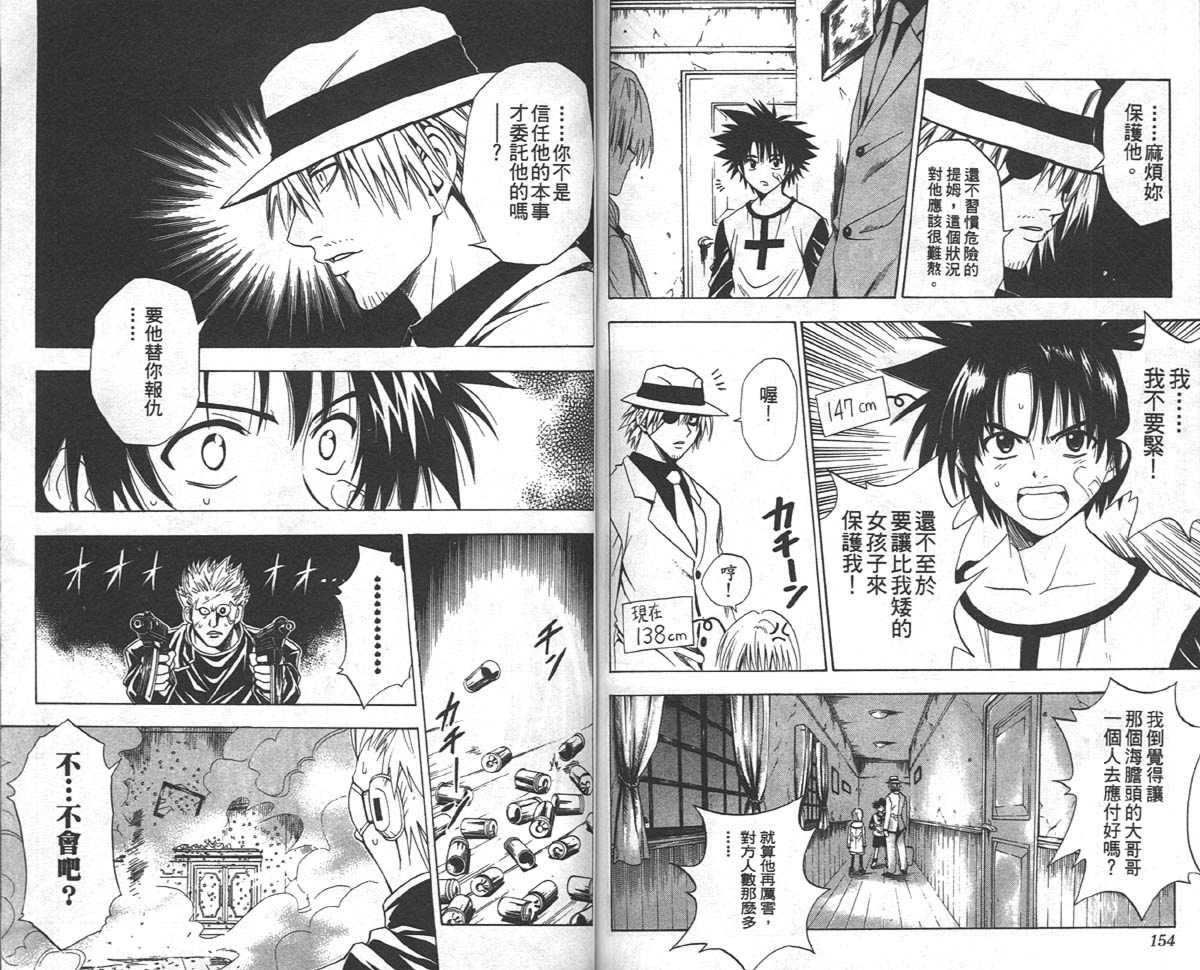 ……麻煩妳
保護他。
還不習慣危險的
提姆，這個狀況
對他應該很難熬。
我……
我不要緊！
147cm
還不至於
要讓比我矮的
女孩子來
保護我！
喔！
カチーン
哼！
現在
138cm
我倒覺得讓
那個海膽頭的大哥哥
一個人去應付好嗎？
就算他再厲害，
對方人數那麼多
……
154
……你不是
信任他的本事
才委託他的嗎
──？
要他替你報仇
……
チン
カチ
…………
オオオオ…
不…不會吧？